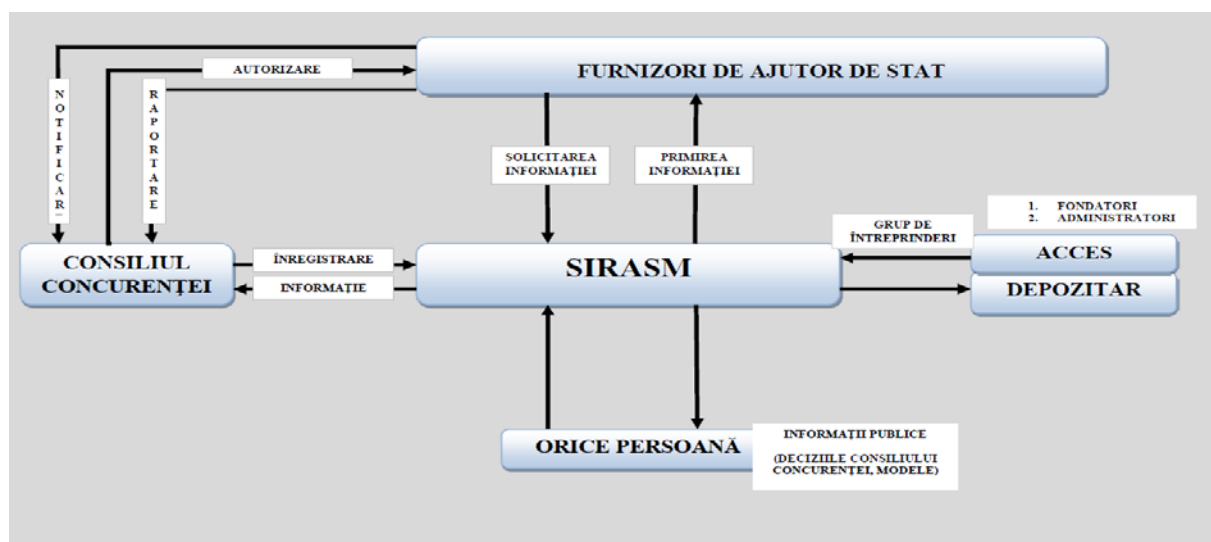 FURNIZORI DE AJUTOR DE STAT
AUTORIZARE
NOTIFICAR
RAPORTARE
SOLICITAREA
INFORMAȚIEI
PRIMIREA
INFORMAȚIEI
1. FONDATORI
2. ADMINISTRATORI
GRUP DE
ÎNTREPRINDERI
CONSILIUL
CONCURENȚEI
ÎNREGISTRARE
INFORMAȚIE
SIRASM
ACCES
DEPOZITAR
ORICE PERSOANĂ
INFORMAȚII PUBLICE
(DECIZIILE CONSILIULUI
CONCURENȚEI, MODELE)